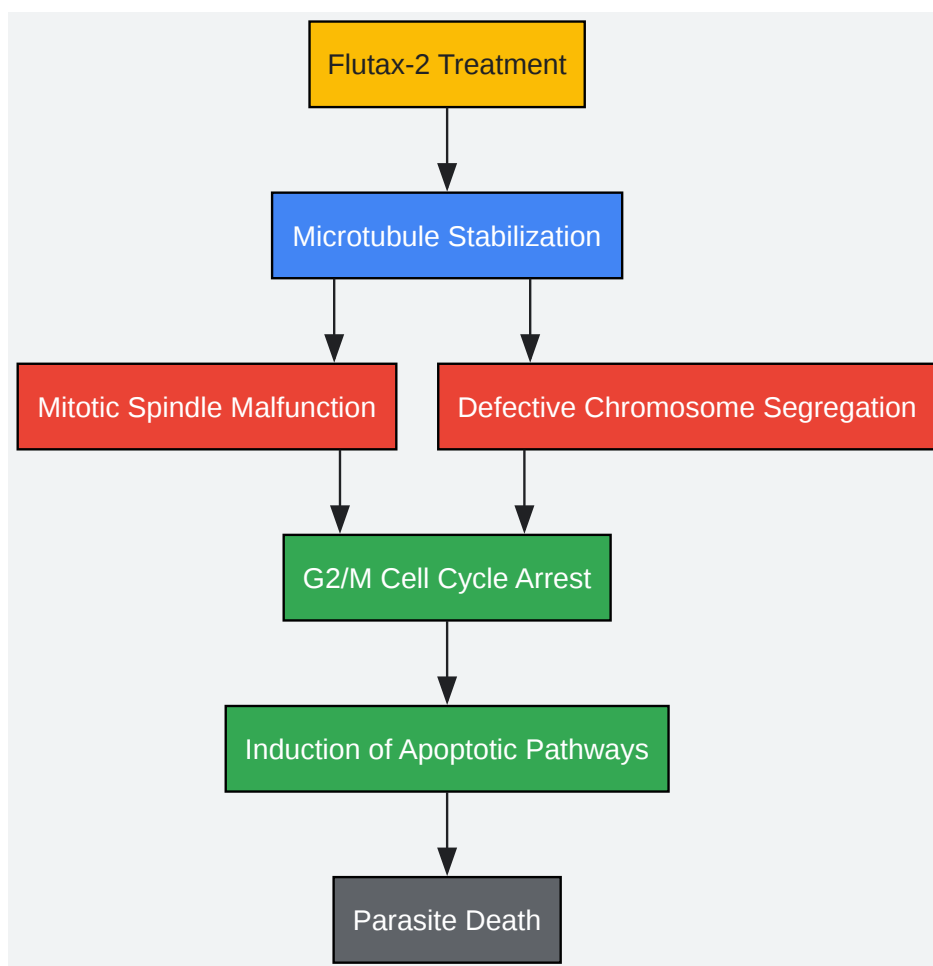 Flutax-2 Treatment
Microtubule Stabilization
Mitotic Spindle Malfunction
Defective Chromosome Segregation
G2/M Cell Cycle Arrest
Induction of Apoptotic Pathways
Parasite Death